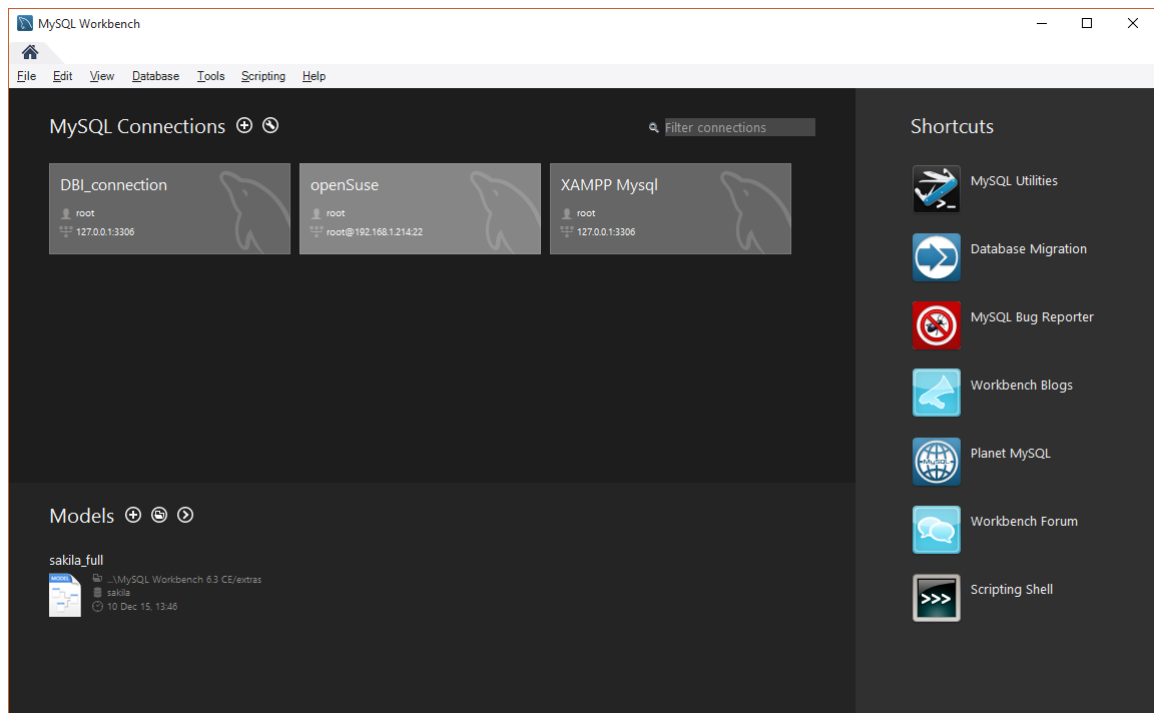 MySQL Workbench
File Edit View Database Tools Scripting Help
MySQL Connections
Filter connections
DBI_connection
root
127.0.0.1:3306
openSuse
root
root@192.168.1.214:22
XAMPP Mysql
root
127.0.0.1:3306
Models
sakila_full
MODEL
...\MySQL Workbench 6.3 CE/extras
sakila
10 Dec 15, 13:46
Shortcuts
MySQL Utilities
Database Migration
MySQL Bug Reporter
Workbench Blogs
MySQL
Planet MySQL
Workbench Forum
>>>
Scripting Shell